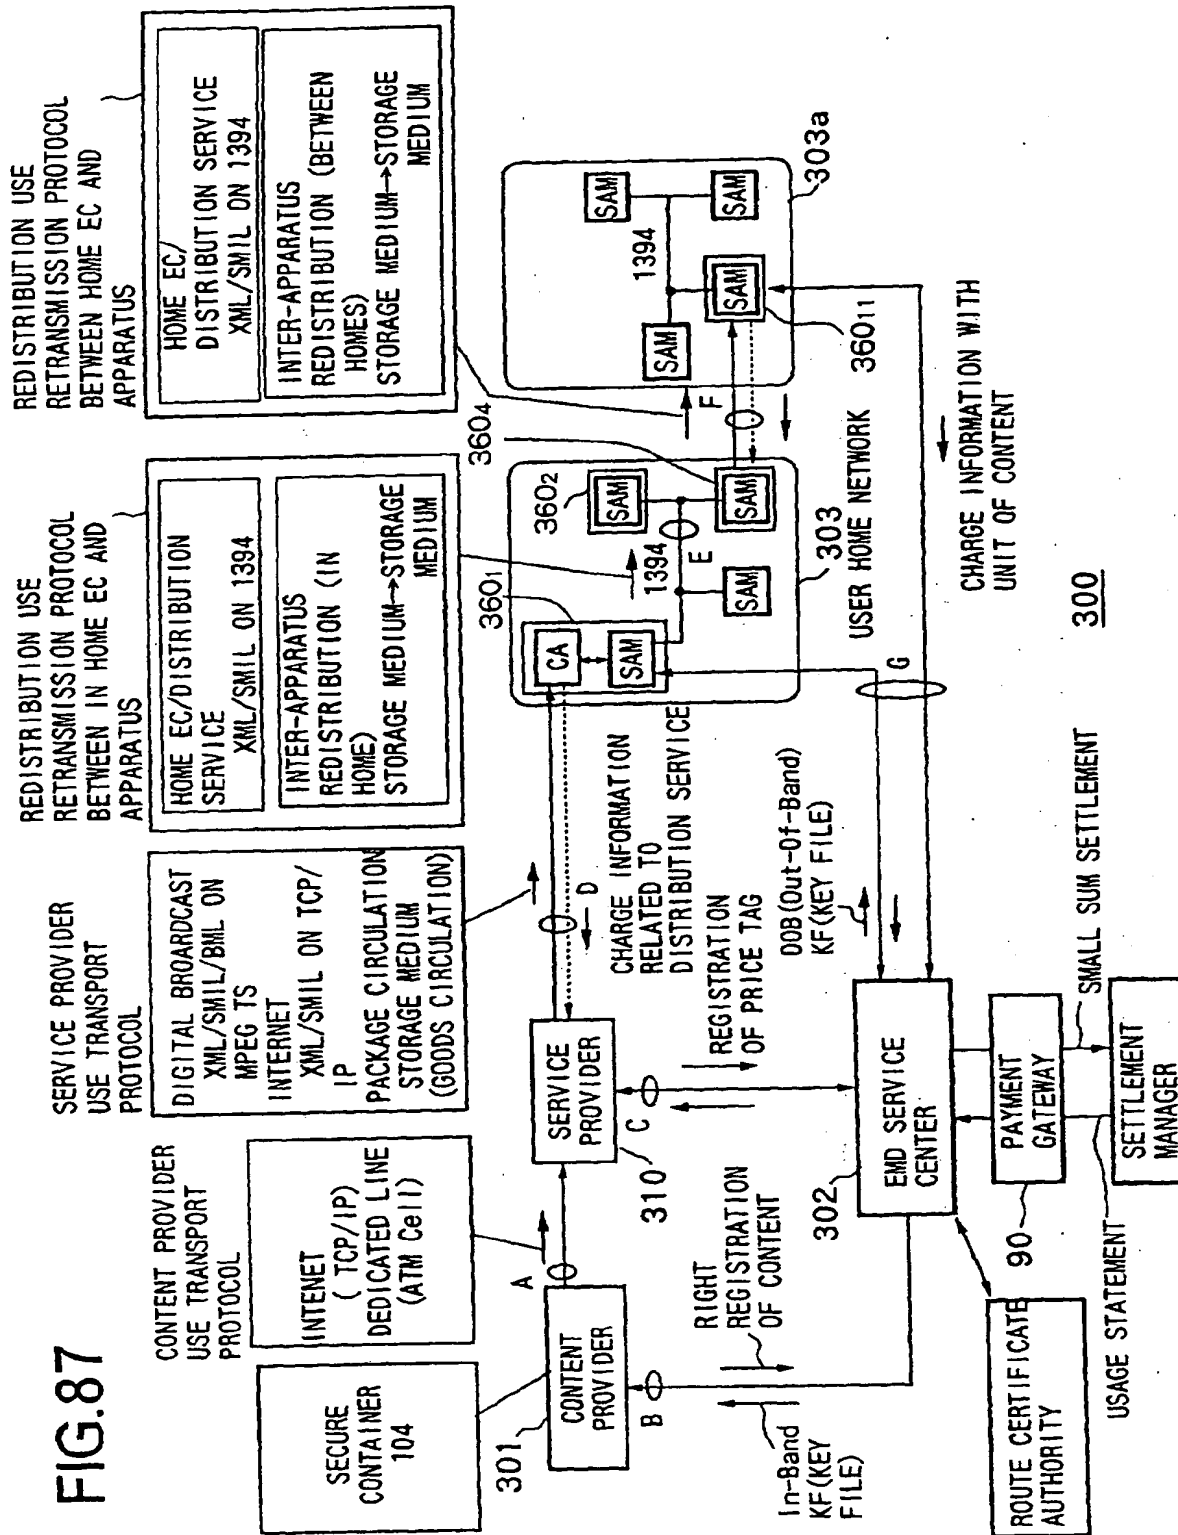 FIG.87
CONTENT PROVIDER
USE TRANSPORT
PROTOCOL
SERVICE PROVIDER
USE TRANSPORT
PROTOCOL
REDISTRIBUTION USE
RETRANSMISSION PROTOCOL
BETWEEN IN HOME EC AND
APPARATUS
REDISTRIBUTION USE
RETRANSMISSION PROTOCOL
BETWEEN HOME EC AND
APPARATUS
SECURE
CONTAINER
104
INTENET
( TCP/IP)
DEDICATED LINE
(ATM Cell)
DIGITAL BROARDCAST
XML/SMIL/BML ON
MPEG TS
INTERNET
XML/SMIL ON TCP/
IP
PACKAGE CIRCULATION
STORAGE MEDIUM
(GOODS CIRCULATION)
HOME EC/DISTRIBUTION
SERVICE
XML/SMIL ON 1394
INTER-APPARATUS
REDISTRIBUTION (IN
HOME)
STORAGE MEDIUM→STORAGE
MEDIUM
HOME EC/
DISTRIBUTION SERVICE
XML/SMIL ON 1394
INTER-APPARATUS
REDISTRIBUTION (BETWEEN
HOMES)
STORAGE MEDIUM→STORAGE
MEDIUM
301
CONTENT
PROVIDER
A
SERVICE
PROVIDER
310
D
CHARGE INFORMATION
RELATED TO
DISTRIBUTION SERVICE
3601
CA
SAM
3602
SAM
1394
E
SAM
3604
SAM
303
USER HOME NETWORK
F
SAM
1394
SAM
SAM
SAM
36011
303a
B
In-Band
KF(KEY
FILE)
RIGHT
REGISTRATION
OF CONTENT
C
REGISTRATION
OF PRICE TAG
OOB(Out-Of-Band)
KF(KEY FILE)
G
CHARGE INFORMATION WITH
UNIT OF CONTENT
302
EMD SERVICE
CENTER
300
ROUTE CERTIFICATE
AUTHORITY
90
PAYMENT
GATEWAY
USAGE STATEMENT
SMALL SUM SETTLEMENT
SETTLEMENT
MANAGER